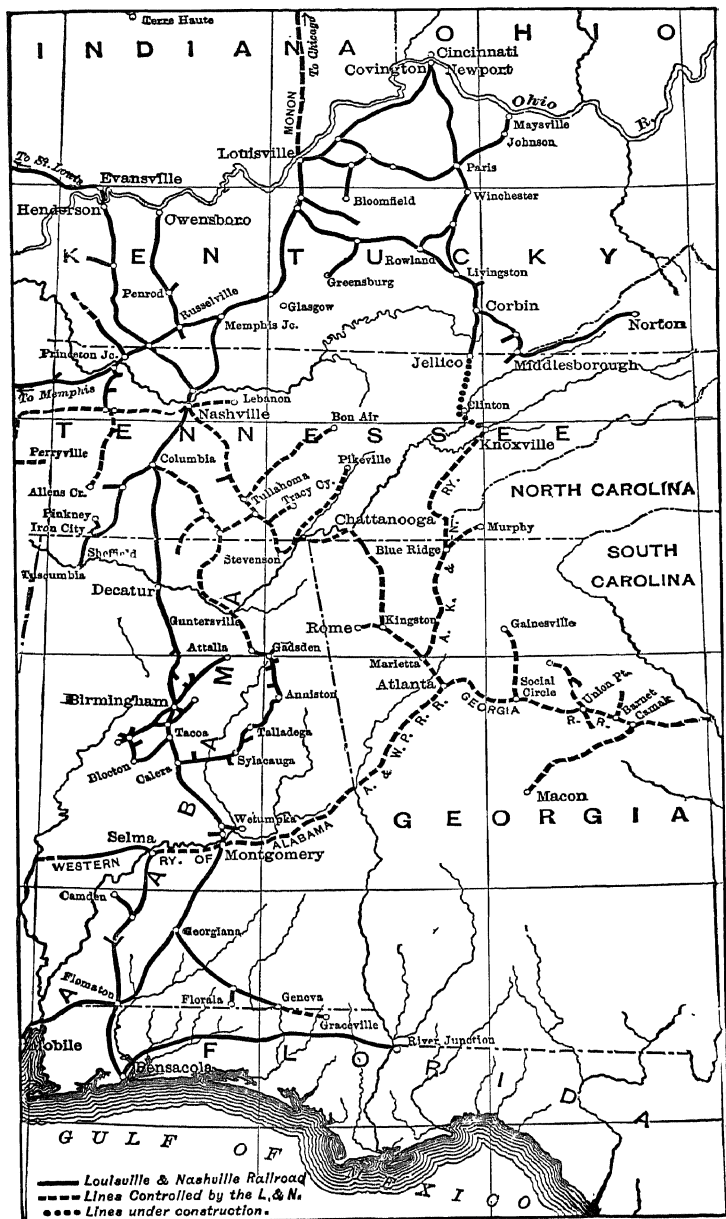 Terre Haute
INDIANA
OHIO
To Chicago
MONON
Cincinnati
Covington
Newport
Ohio
R.
Maysville
Johnson
Louisville
Paris
To St. Louis
Evansville
Henderson
Owensboro
Bloomfield
Winchester
KENTUCKY
Rowland
Livingston
Greensburg
Penrod
Russelville
Glasgow
Corbin
Norton
Memphis Jc.
Princeton Jc.
Jellico
Middlesborough
To Memphis
Lebanon
Nashville
Clinton
Bon Air
TENNESSEE
Knoxville
Perryville
Columbia
Pikeville
RY.
Allens Cr.
Tullahoma
Tracy Cy.
NORTH CAROLINA
Pinkney
Iron City
Chattanooga
N.
Murphy
Sheffield
Stevenson
Blue Ridge
SOUTH
CAROLINA
Tuscumbia
Decatur
&
K.
A.
Guntersville
Rome
Kingston
Gainesville
Attalla
Gadsden
Marietta
Atlanta
Social
Circle
Union Pt.
Barnet
Camak
GEORGIA
R. R.
Birmingham
Anniston
Tacoa
Talladega
A. & W. P. R. R.
Blocton
Calera
Sylacauga
Macon
Wetumpka
GEORGIA
Selma
ALABAMA
WESTERN
RY. OF
ALABAMA
Montgomery
Camden
Georgiana
Flomaton
Florala
Geneva
Graceville
Mobile
River Junction
Pensacola
FLORIDA
GULF OF
MEXICO
Louisville & Nashville Railroad
Lines Controlled by the L. & N.
Lines under construction.